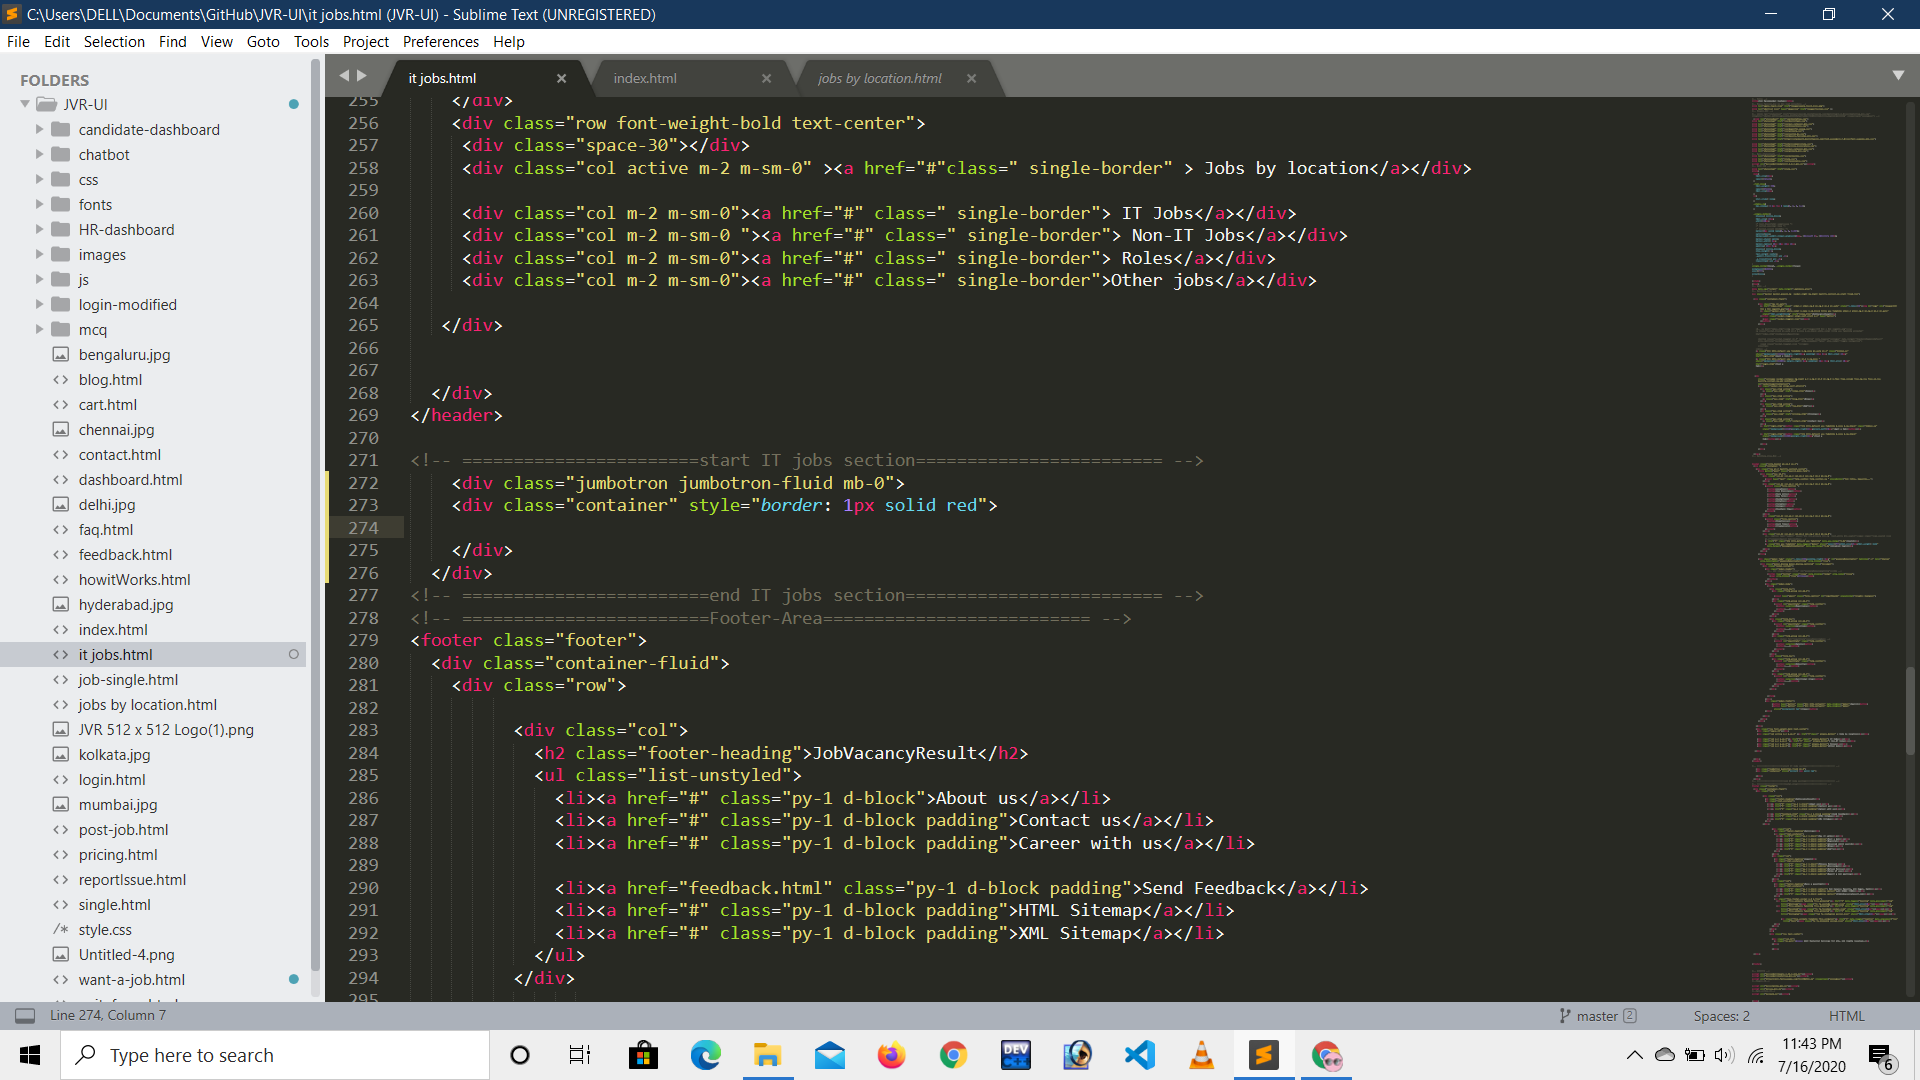 C:\Users\DELL\Documents\GitHub\JVR-UI\it jobs.html (JVR-UI) - Sublime Text (UNREGISTERED)
File Edit Selection Find View Goto Tools Project Preferences Help
FOLDERS
JVR-UI
candidate-dashboard
chatbot
css
fonts
HR-dashboard
images
js
login-modified
mcq
bengaluru.jpg
blog.html
cart.html
chennai.jpg
contact.html
dashboard.html
delhi.jpg
faq.html
feedback.html
howitWorks.html
hyderabad.jpg
index.html
it jobs.html
job-single.html
jobs by location.html
JVR 512 x 512 Logo(1).png
kolkata.jpg
login.html
mumbai.jpg
post-job.html
pricing.html
reportIssue.html
single.html
/* style.css
Untitled-4.png
want-a-job.html
it jobs.html index.html jobs by location.html
255 </div>
256 <div class="row font-weight-bold text-center">
257 <div class="space-30"></div>
258 <div class="col active m-2 m-sm-0" ><a href="#"class=" single-border" > Jobs by location</a></div>
259
260 <div class="col m-2 m-sm-0"><a href="#" class=" single-border"> IT Jobs</a></div>
261 <div class="col m-2 m-sm-0 "><a href="#" class=" single-border"> Non-IT Jobs</a></div>
262 <div class="col m-2 m-sm-0"><a href="#" class=" single-border"> Roles</a></div>
263 <div class="col m-2 m-sm-0"><a href="#" class=" single-border">Other jobs</a></div>
264
265 </div>
266
267
268 </div>
269 </header>
270
271 <!-- =======================start IT jobs section======================== -->
272 <div class="jumbotron jumbotron-fluid mb-0">
273 <div class="container" style="border: 1px solid red">
274
275 </div>
276 </div>
277 <!-- ========================end IT jobs section========================= -->
278 <!-- ========================Footer-Area========================== -->
279 <footer class="footer">
280 <div class="container-fluid">
281 <div class="row">
282
283 <div class="col">
284 <h2 class="footer-heading">JobVacancyResult</h2>
285 <ul class="list-unstyled">
286 <li><a href="#" class="py-1 d-block">About us</a></li>
287 <li><a href="#" class="py-1 d-block padding">Contact us</a></li>
288 <li><a href="#" class="py-1 d-block padding">Career with us</a></li>
289
290 <li><a href="feedback.html" class="py-1 d-block padding">Send Feedback</a></li>
291 <li><a href="#" class="py-1 d-block padding">HTML Sitemap</a></li>
292 <li><a href="#" class="py-1 d-block padding">XML Sitemap</a></li>
293 </ul>
294 </div>
295
Line 274, Column 7 master 2 Spaces: 2 HTML
Type here to search
DEV C++
11:43 PM
7/16/2020
6